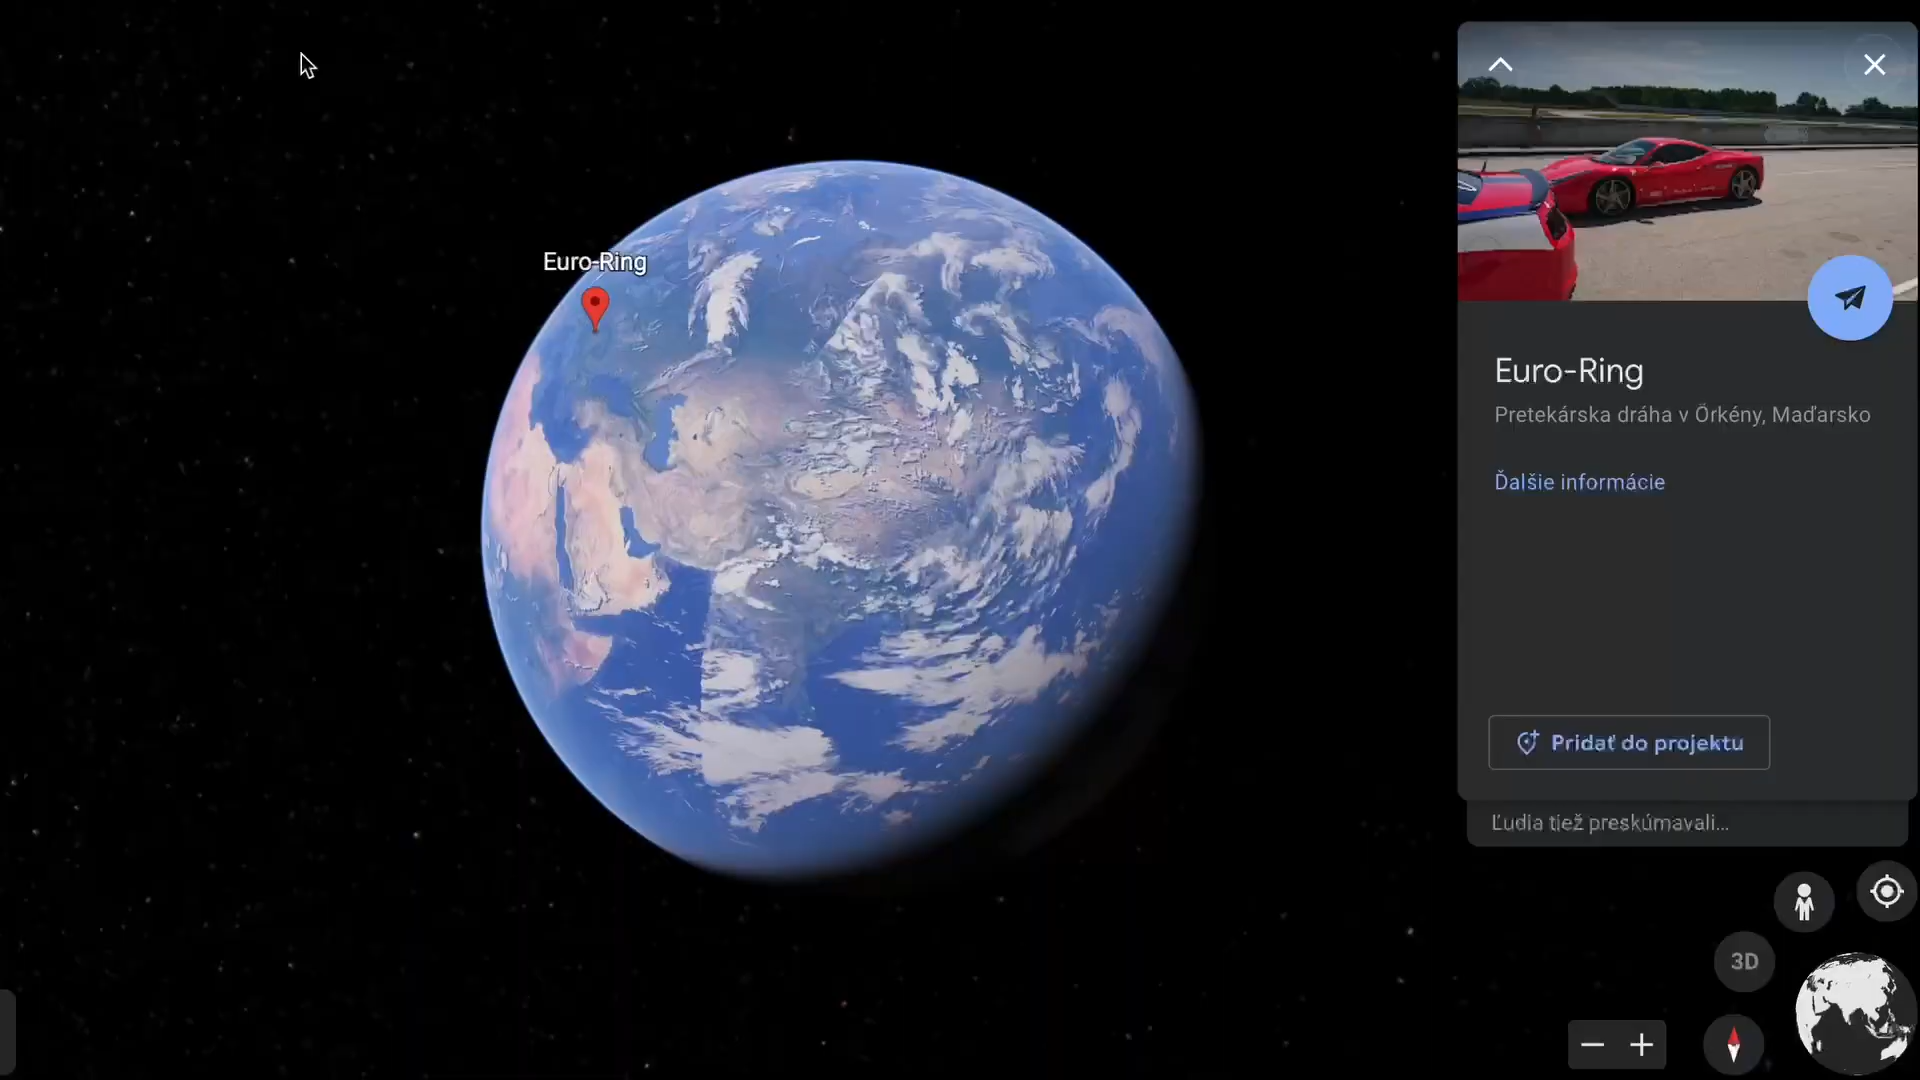 Euro-Ring
Euro-Ring
Pretekárska dráha v Örkény, Maďarsko
Ďalšie informácie
Pridať do projektu
Ľudia tiež preskúmavali...
3D